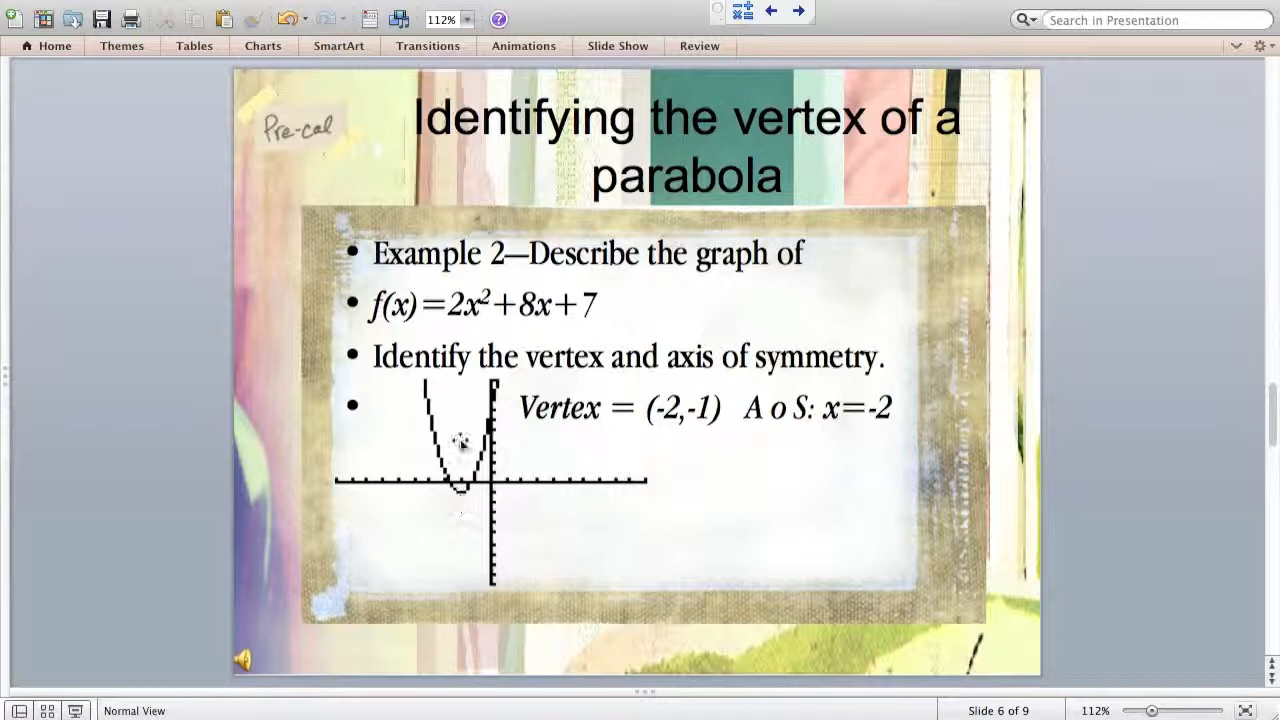 112%
Search in Presentation
Home Themes Tables Charts SmartArt Transitions Animations Slide Show Review
Pre-cal
Identifying the vertex of a
parabola
• Example 2—Describe the graph of
• f(x)=2x²+8x+7
• Identify the vertex and axis of symmetry.
• Vertex = (-2,-1) A o S: x=-2
Normal View
Slide 6 of 9
112%